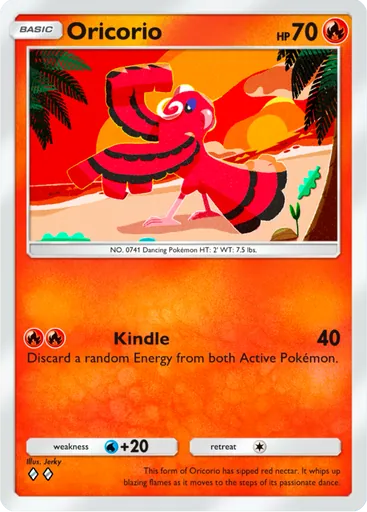 BASIC Oricorio HP 70
NO. 0741 Dancing Pokémon HT: 2' WT: 7.5 lbs.
Kindle 40
Discard a random Energy from both Active Pokémon.
weakness +20 retreat
Illus. Jerky
This form of Oricorio has sipped red nectar. It whips up
blazing flames as it moves to the steps of its passionate dance.